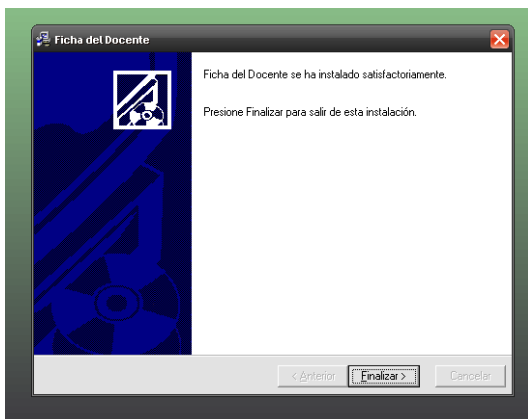 Ficha del Docente
Ficha del Docente se ha instalado satisfactoriamente.
Presione Finalizar para salir de esta instalación.
< Anterior
Finalizar >
Cancelar